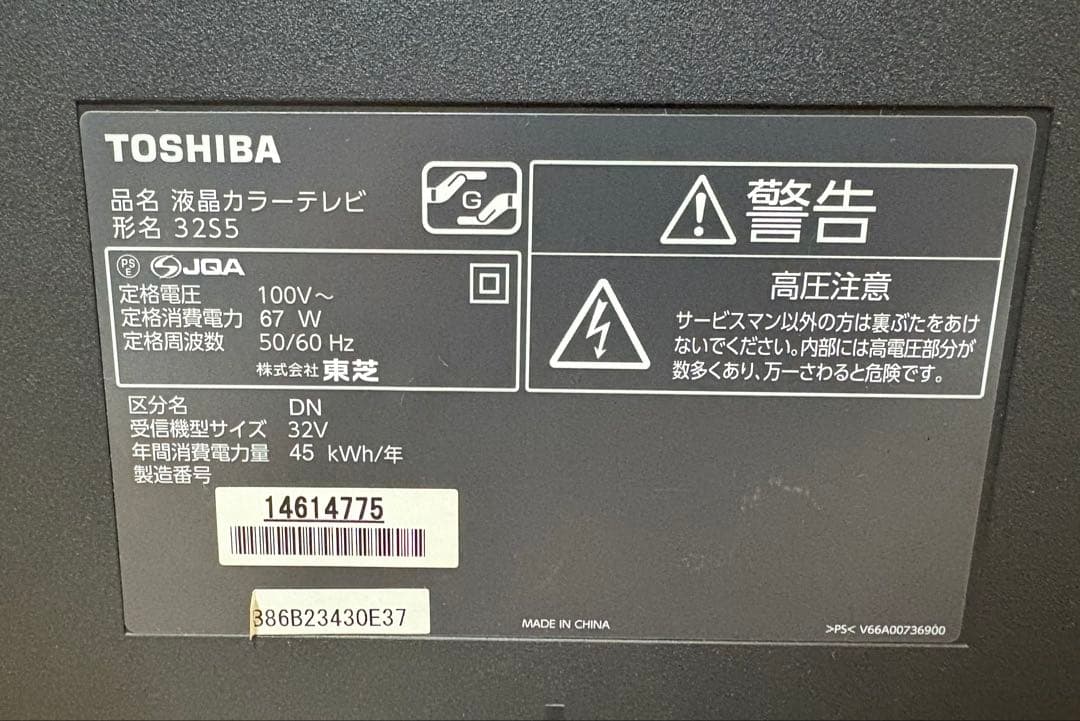 TOSHIBA
品名 液晶カラーテレビ
形名 32S5
G
PS
E
JQA
定格電圧 100V～
定格消費電力 67 W
定格周波数 50/60 Hz
株式会社 東芝
区分名 DN
受信機型サイズ 32V
年間消費電力量 45 kWh/年
製造番号
14614775
386B23430E37
警告
高圧注意
サービスマン以外の方は裏ぶたをあけ
ないでください。内部には高電圧部分が
数多くあり、万一さわると危険です。
MADE IN CHINA
>PS< V66A00736900